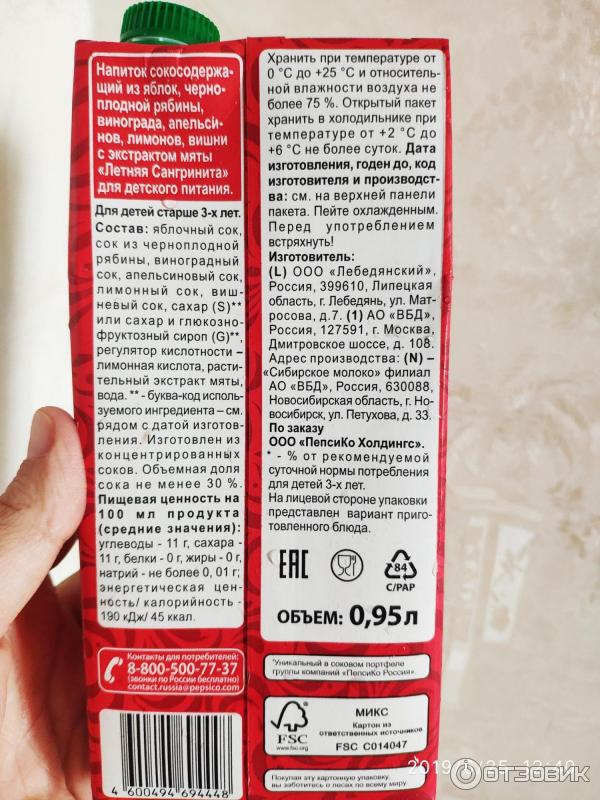 Напиток сокосодержа-
щий из яблок, черно-
плодной рябины,
винограда, апельси-
нов, лимонов, вишни
с экстрактом мяты
«Летняя Сангринита»
для детского питания.
Для детей старше 3-х лет.
Состав: яблочный сок,
сок из черноплодной
рябины, виноградный
сок, апельсиновый сок,
лимонный сок, виш-
невый сок, сахар (S)**
или сахар и глюкозно-
фруктозный сироп (G)**,
регулятор кислотности –
лимонная кислота, расти-
тельный экстракт мяты,
вода. ** - буква-код исполь-
зуемого ингредиента – см.
рядом с датой изготов-
ления. Изготовлен из
концентрированных
соков. Объемная доля
сока не менее 30 %.
Пищевая ценность на
100 мл продукта
(средние значения):
углеводы - 11 г, сахара -
11 г, белки - 0 г, жиры - 0 г,
натрий - не более 0, 01 г;
энергетическая цен-
ность/ калорийность -
190 кДж/ 45 ккал.
Контакты для потребителей:
8-800-500-77-37
(звонки по России бесплатно)
contact.russia@pepsico.com
4 600494 694448
Хранить при температуре от
0 °C до +25 °C и относитель-
ной влажности воздуха не
более 75 %. Открытый пакет
хранить в холодильнике при
температуре от +2 °C до
+6 °C не более суток. Дата
изготовления, годен до, код
изготовителя и производст-
ва: см. на верхней панели
пакета. Пейте охлажденным.
Перед употреблением
встряхнуть!
Изготовитель:
(L) ООО «Лебедянский»,
Россия, 399610, Липецкая
область, г. Лебедянь, ул. Мат-
росова, д.7. (1) АО «ВБД»,
Россия, 127591, г. Москва,
Дмитровское шоссе, д. 108.
Адрес производства: (N) –
«Сибирское молоко» филиал
АО «ВБД», Россия, 630088,
Новосибирская область, г. Но-
восибирск, ул. Петухова, д. 33.
По заказу
ООО «ПепсиКо Холдингс».
* - % от рекомендуемой
суточной нормы потребления
для детей 3-х лет.
На лицевой стороне упаковки
представлен вариант приго-
товленного блюда.
EAC
84
C/PAP
ОБЪЕМ: 0,95л
*Уникальный в соковом портфеле
группы компаний «ПепсиКо Россия».
FSC
www.fsc.org
МИКС
Картон из
ответственных источников
FSC C014047
Покупая эту картонную упаковку,
вы заботитесь о лесах по всему миру.
ОТЗОВИК